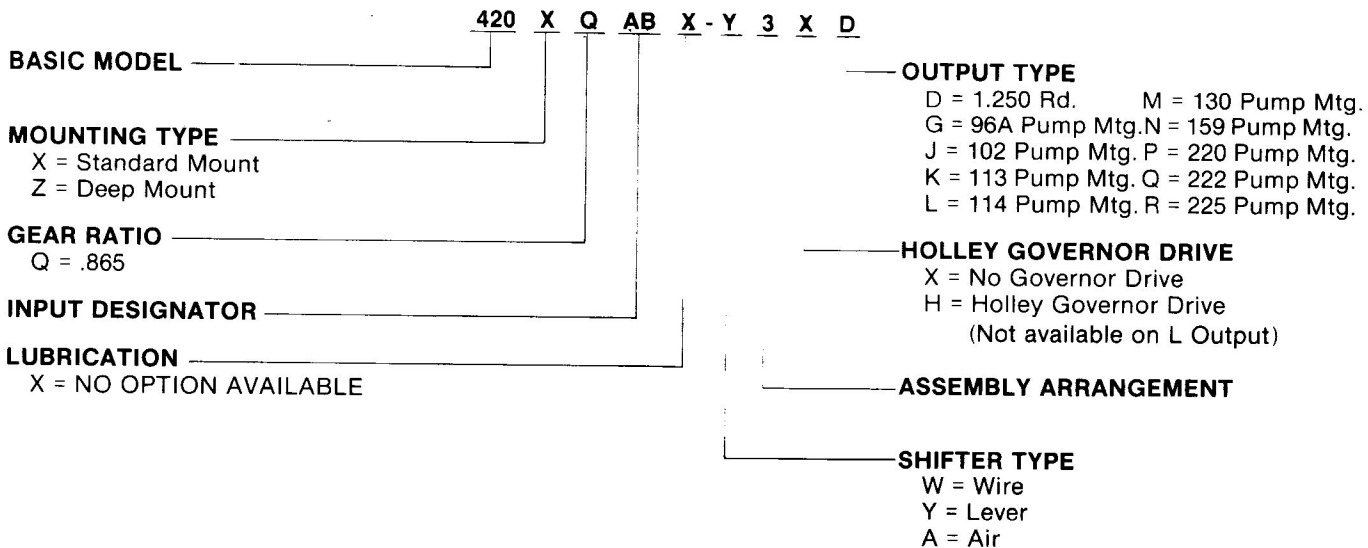 420 X Q AB X - Y 3 X D
BASIC MODEL
MOUNTING TYPE
X = Standard Mount
Z = Deep Mount
GEAR RATIO
Q = .865
INPUT DESIGNATOR
LUBRICATION
X = NO OPTION AVAILABLE
OUTPUT TYPE
D = 1.250 Rd. M = 130 Pump Mtg.
G = 96A Pump Mtg. N = 159 Pump Mtg.
J = 102 Pump Mtg. P = 220 Pump Mtg.
K = 113 Pump Mtg. Q = 222 Pump Mtg.
L = 114 Pump Mtg. R = 225 Pump Mtg.
HOLLEY GOVERNOR DRIVE
X = No Governor Drive
H = Holley Governor Drive
(Not available on L Output)
ASSEMBLY ARRANGEMENT
SHIFTER TYPE
W = Wire
Y = Lever
A = Air